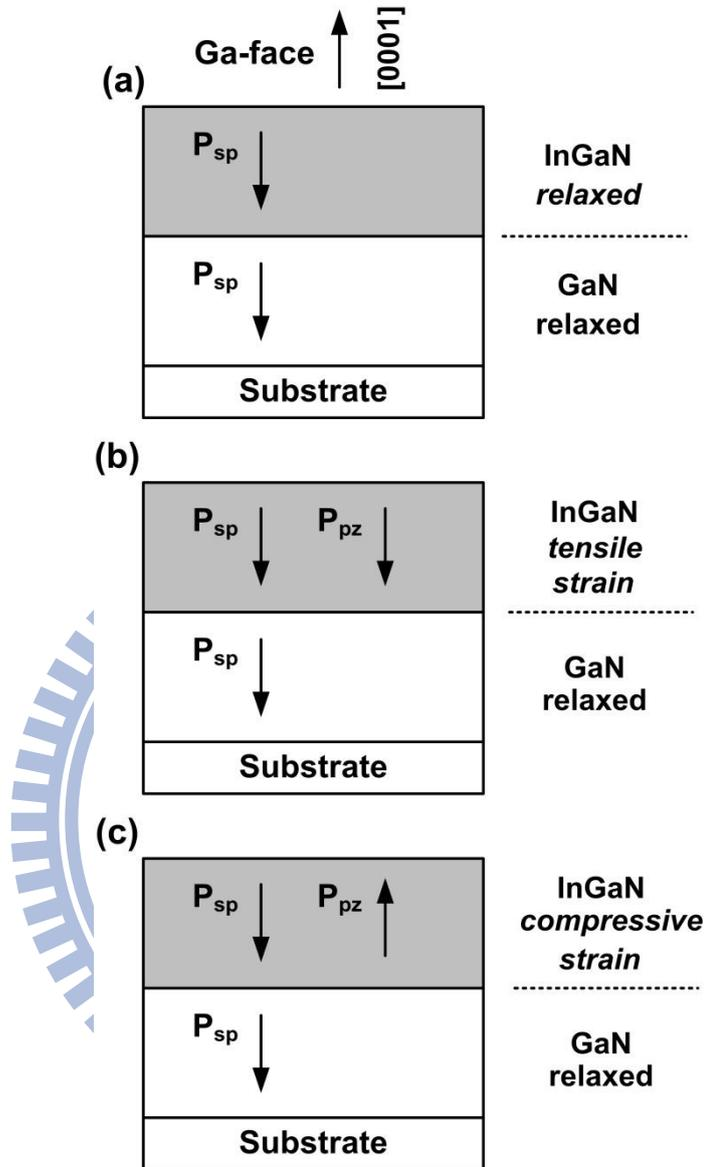 Ga-face
[0001]
(a)
Psp
InGaN
relaxed
Psp
GaN
relaxed
Substrate
(b)
Psp
Ppz
InGaN
tensile
strain
Psp
GaN
relaxed
Substrate
(c)
Psp
Ppz
InGaN
compressive
strain
Psp
GaN
relaxed
Substrate